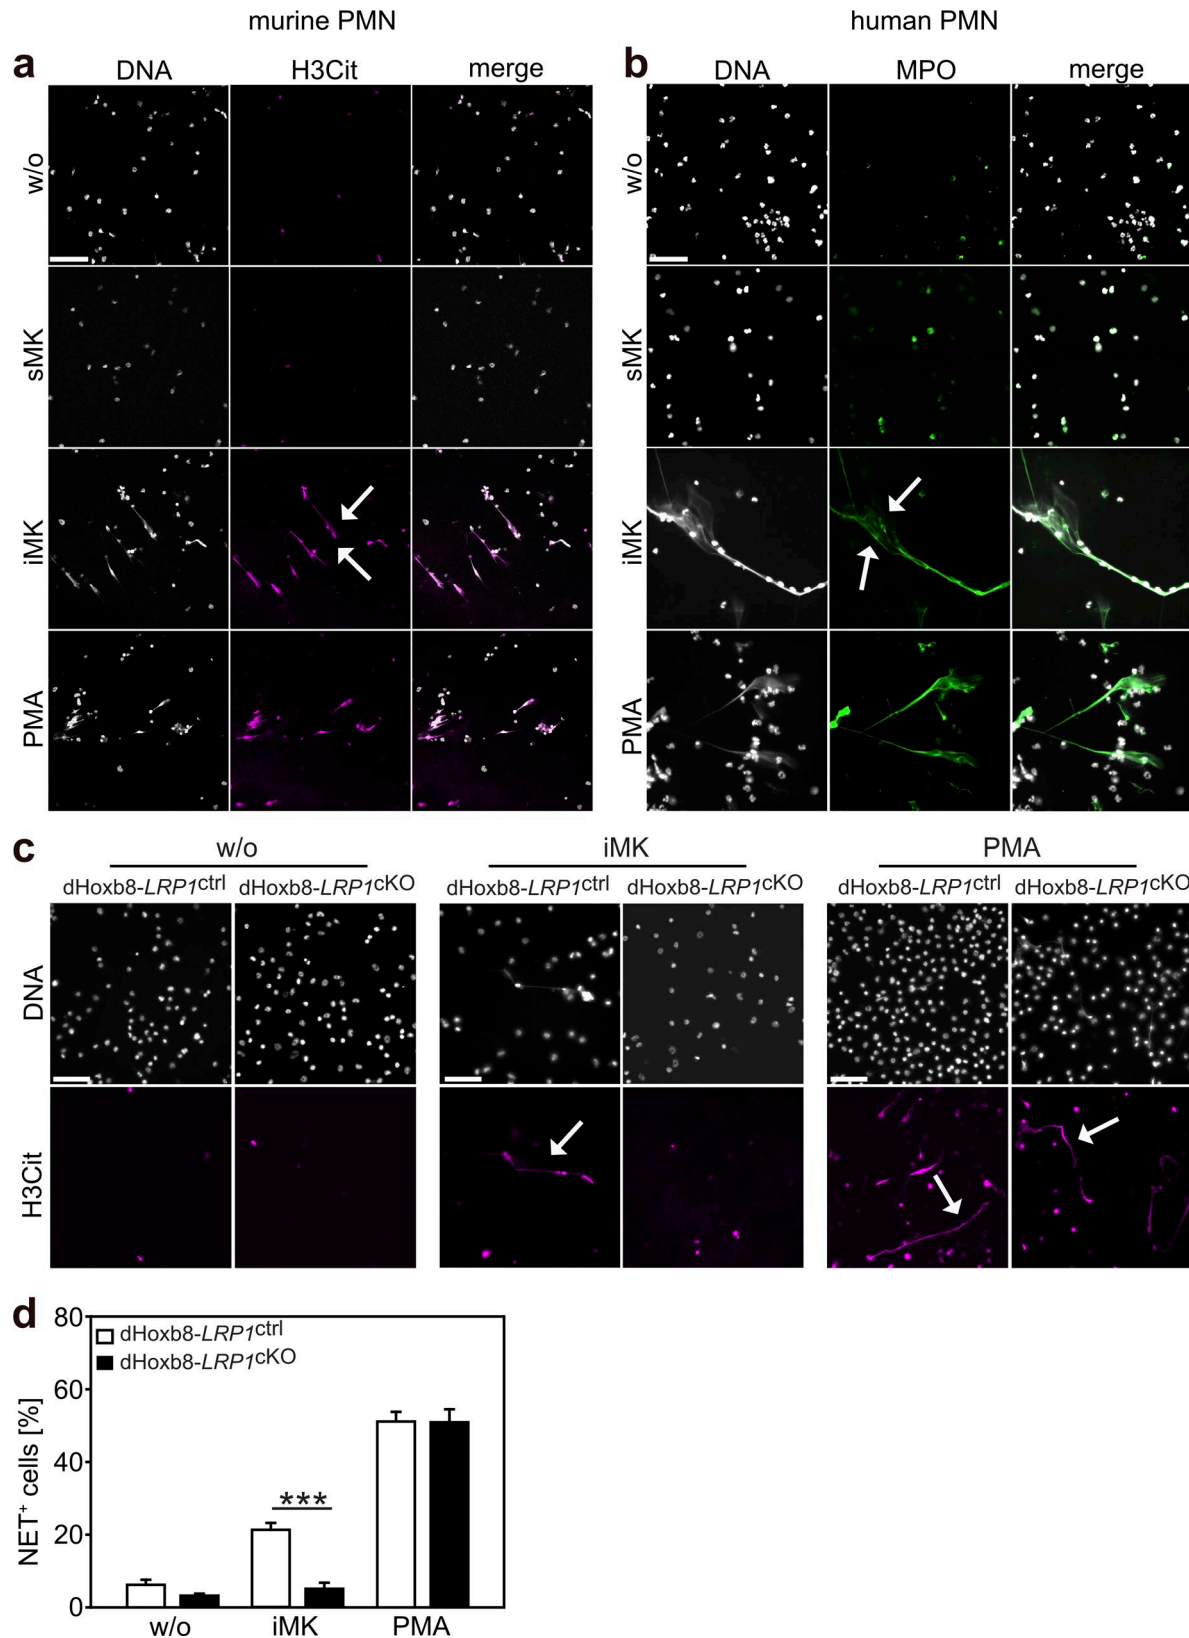 murine PMN
human PMN
a
DNA
H3Cit
merge
w/o
sMK
iMK
PMA
b
DNA
MPO
merge
w/o
sMK
iMK
PMA
c
w/o
iMK
PMA
dHoxb8-LRP1ctrl
dHoxb8-LRP1cKO
dHoxb8-LRP1ctrl
dHoxb8-LRP1cKO
dHoxb8-LRP1ctrl
dHoxb8-LRP1cKO
DNA
H3Cit
d
dHoxb8-LRP1ctrl
dHoxb8-LRP1cKO
NET+ cells [%]
80
60
40
20
0
***
w/o
iMK
PMA